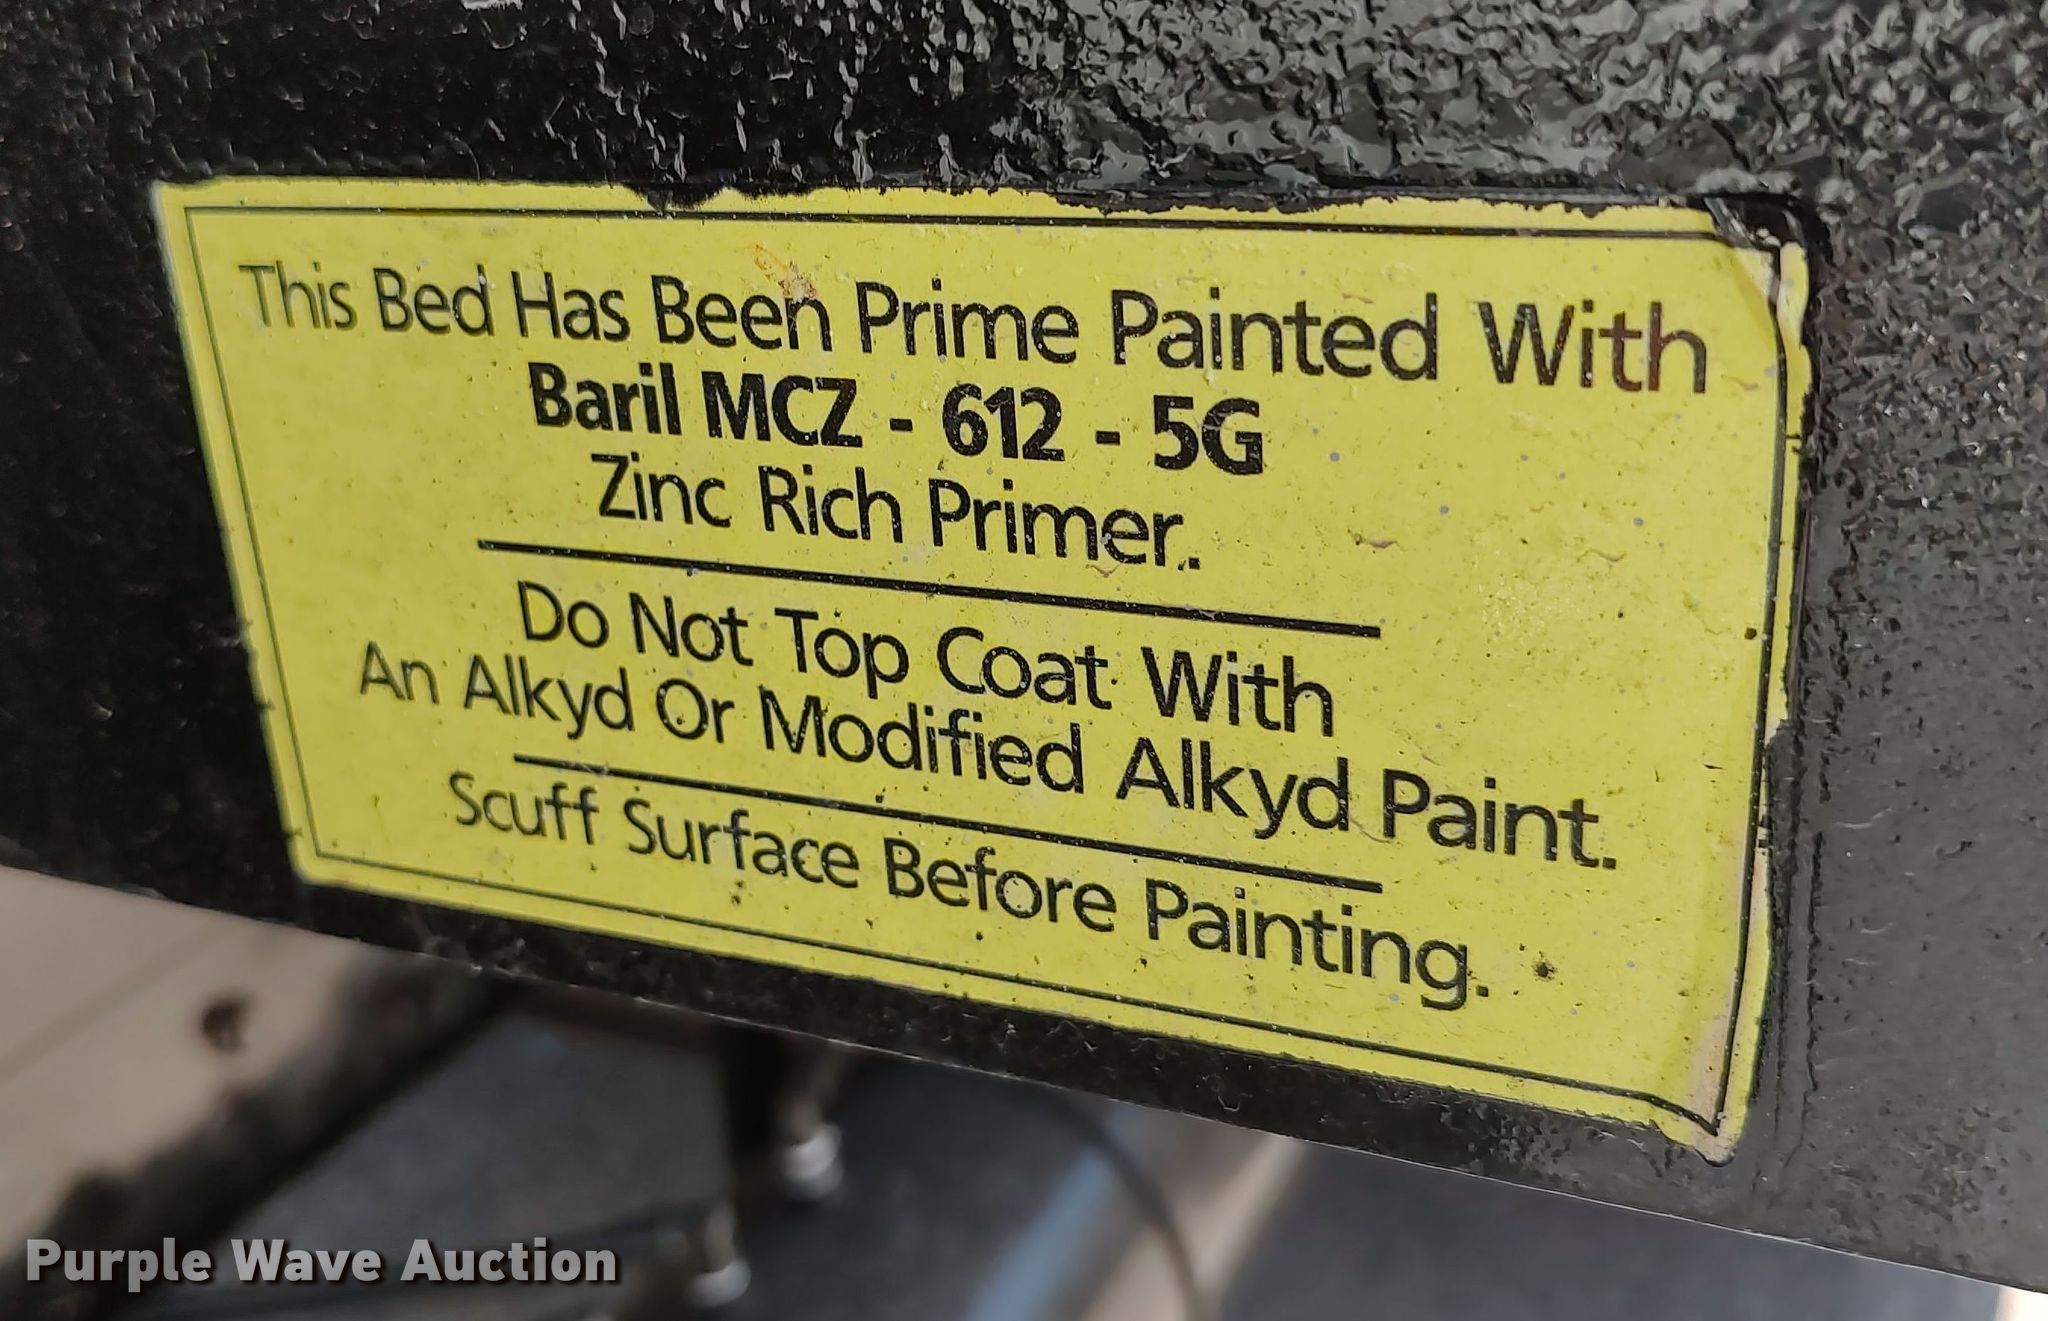 This Bed Has Been Prime Painted With
Baril MCZ - 612 - 5G
Zinc Rich Primer.
Do Not Top Coat With
An Alkyd Or Modified Alkyd Paint.
Scuff Surface Before Painting.
Purple Wave Auction